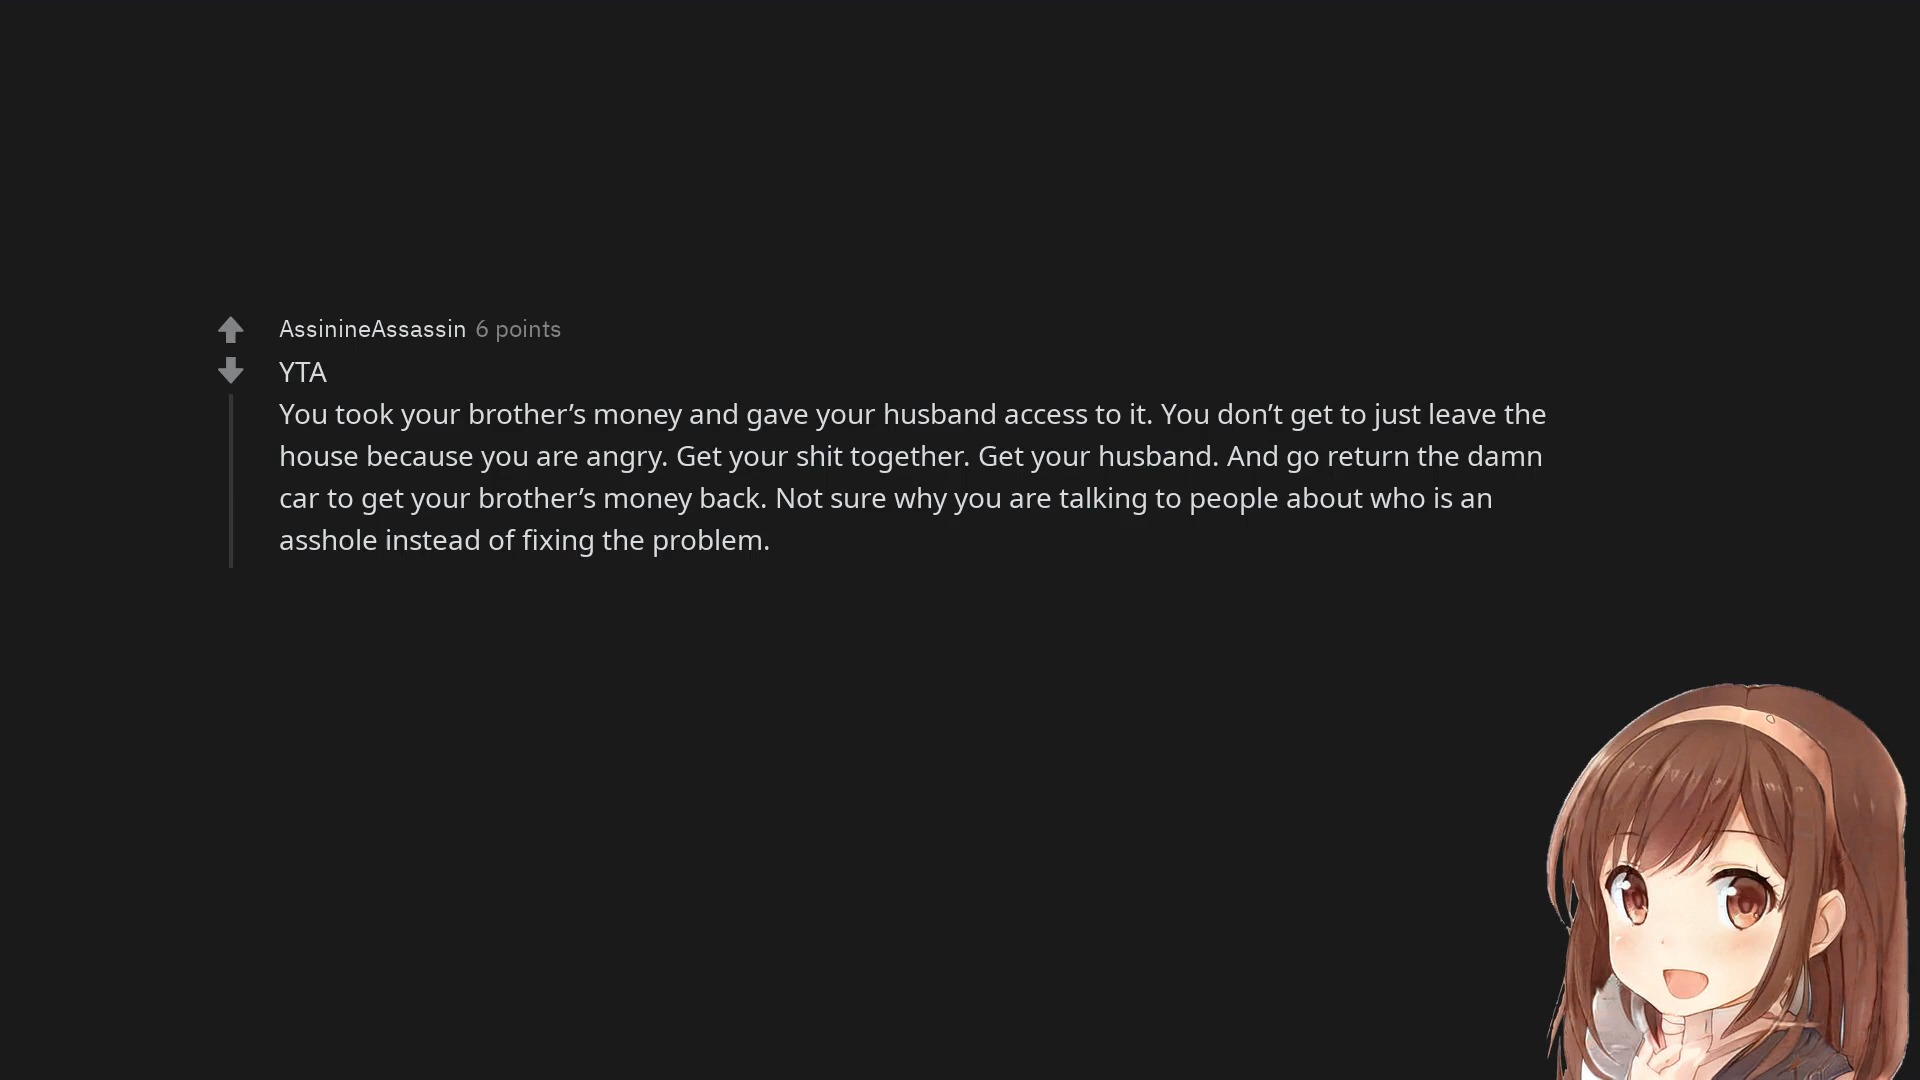 AssinineAssassin 6 points
YTA
You took your brother’s money and gave your husband access to it. You don’t get to just leave the
house because you are angry. Get your shit together. Get your husband. And go return the damn
car to get your brother’s money back. Not sure why you are talking to people about who is an
asshole instead of fixing the problem.